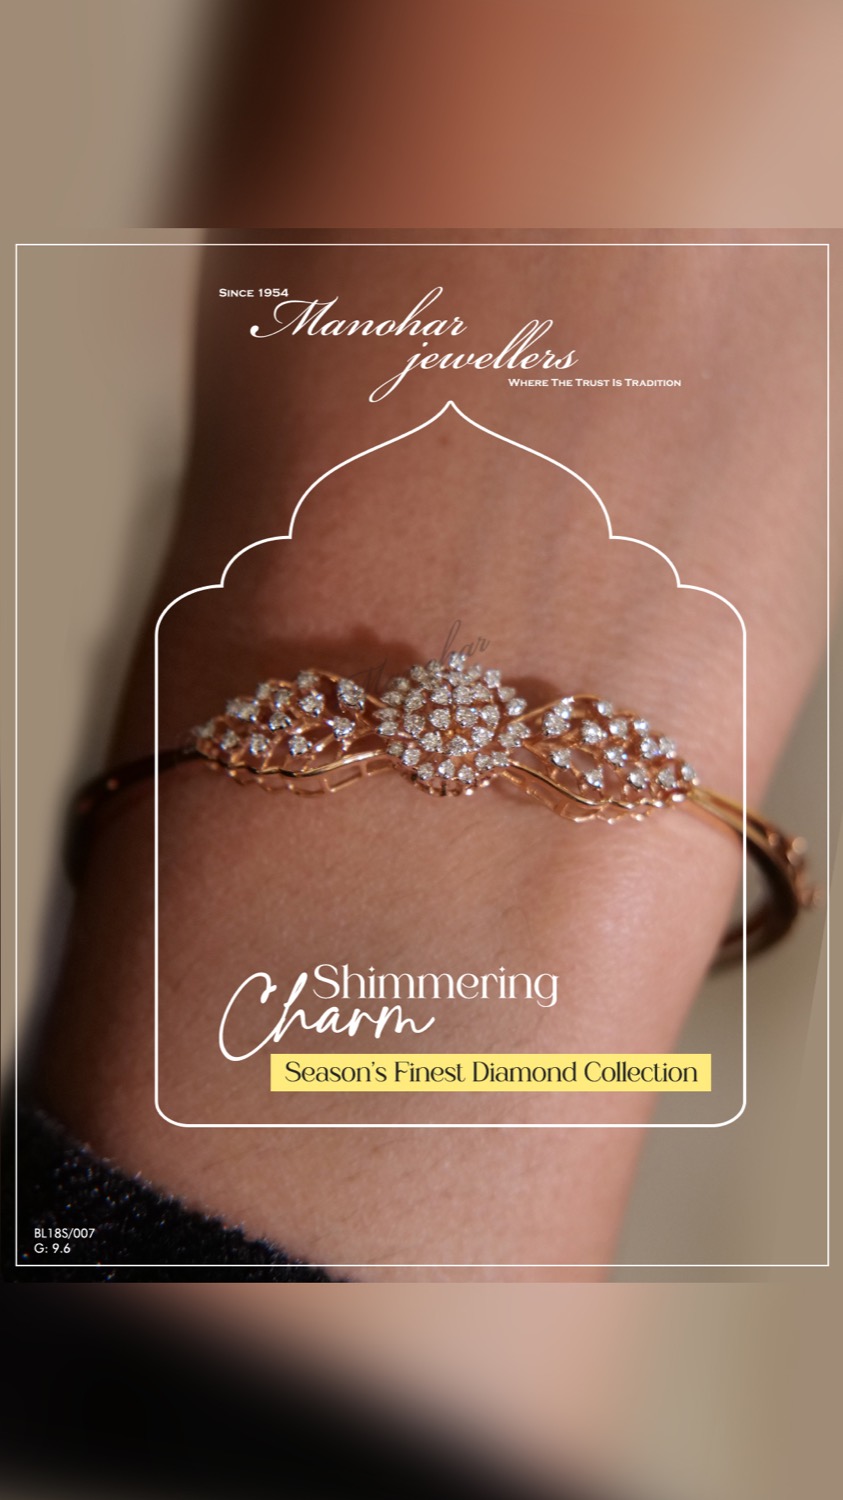 SINCE 1954
Manohar
jewellers
WHERE THE TRUST IS TRADITION
Manohar
Shimmering
Charm
Season's Finest Diamond Collection
BL18S/007
G: 9.6